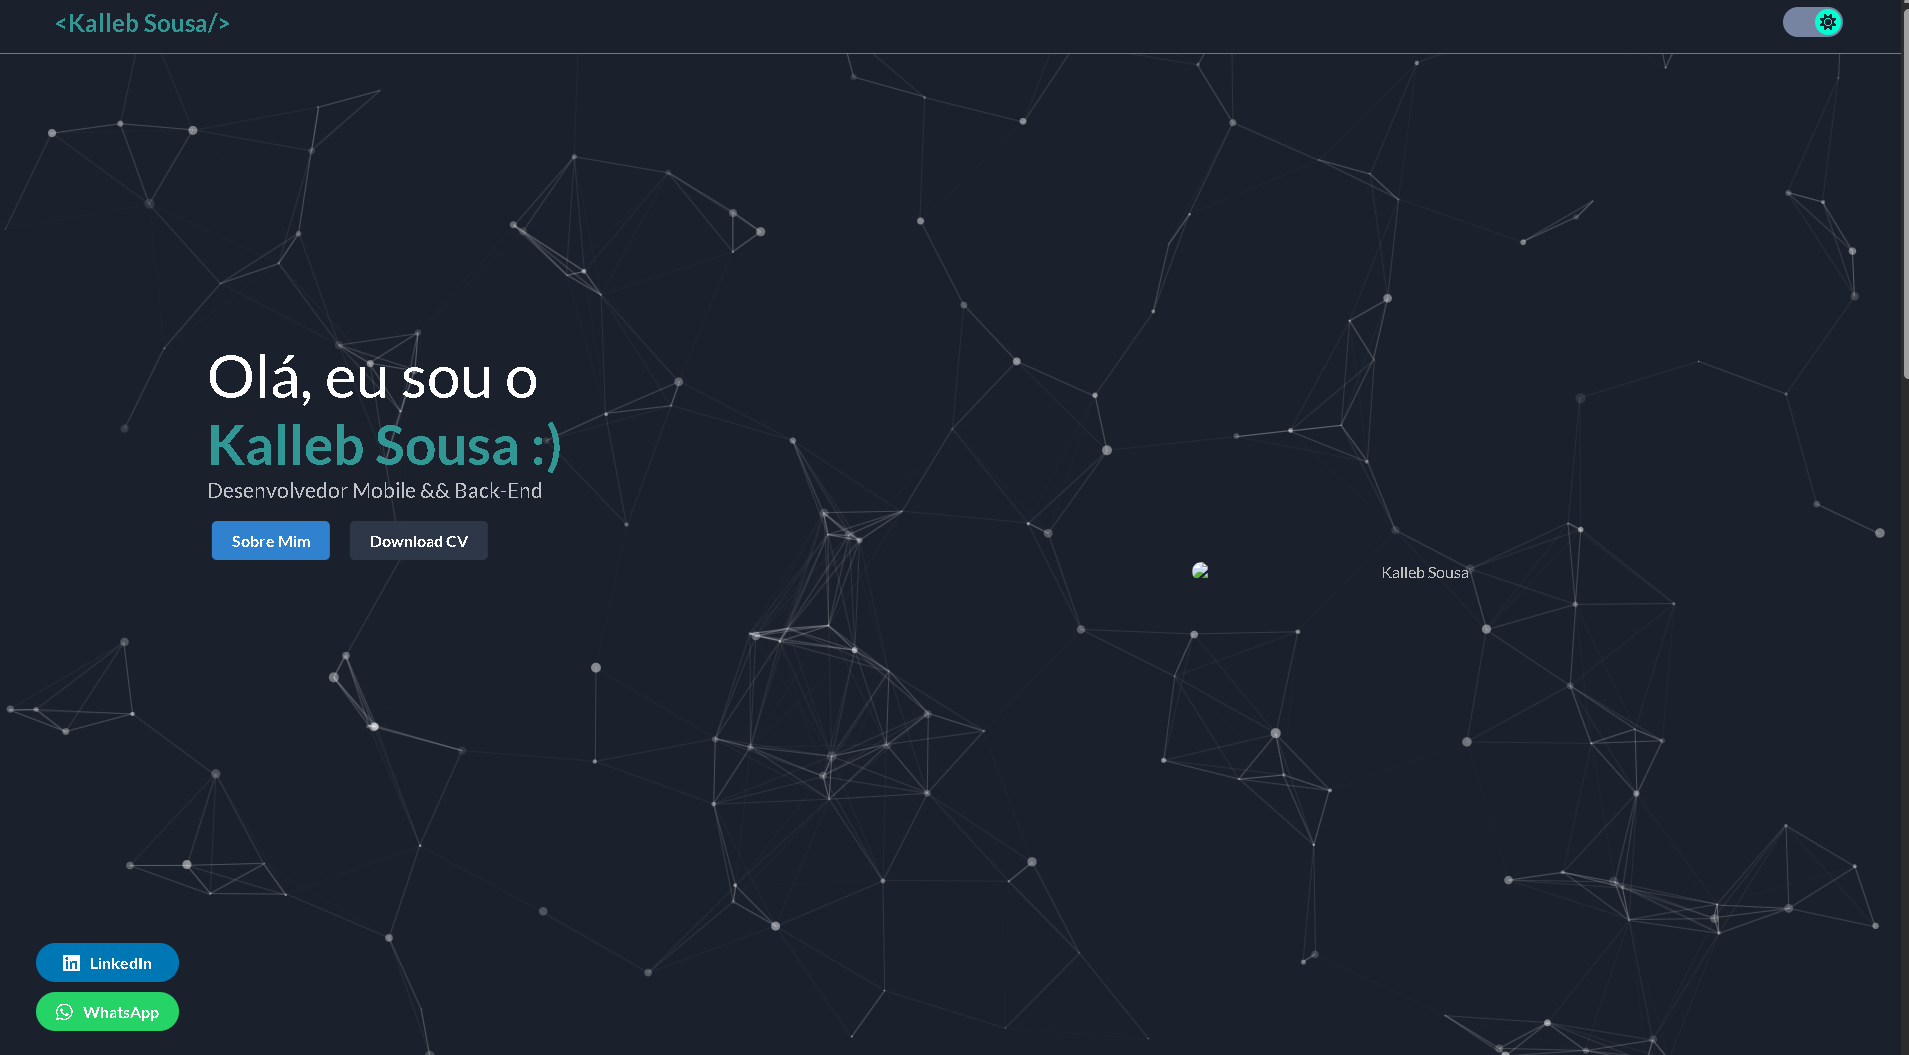 <Kalleb Sousa/>
Olá, eu sou o
Kalleb Sousa :)
Desenvolvedor Mobile && Back-End
Sobre Mim
Download CV
Kalleb Sousa
LinkedIn
WhatsApp